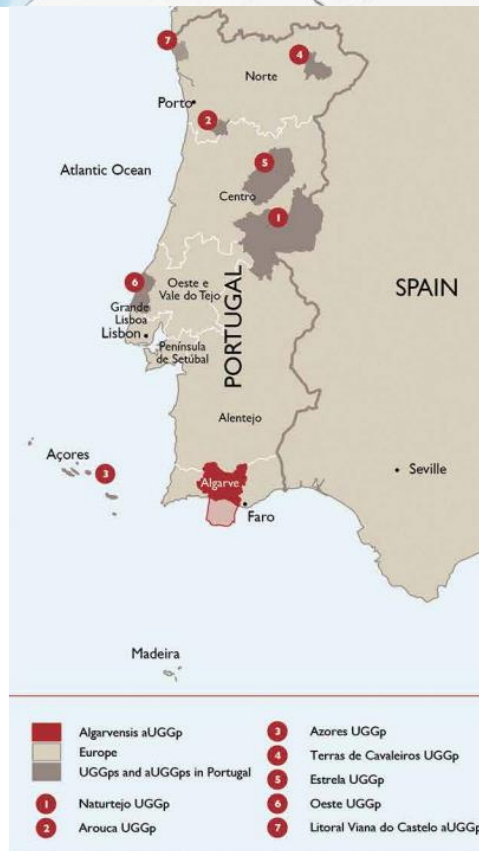 7
4
Norte
Porto
2
Atlantic Ocean
5
Centro
1
6
Oeste e
Vale do Tejo
SPAIN
PORTUGAL
Grande
Lisboa
Lisbon
Península
de Setúbal
Alentejo
Açores
3
Seville
Algarve
Faro
Madeira
Algarvensis aUGGp
Europe
UGGps and aUGGps in Portugal
1 Naturtejo UGGp
2 Arouca UGGp
3 Azores UGGp
4 Terras de Cavaleiros UGGp
5 Estrela UGGp
6 Oeste UGGp
7 Litoral Viana do Castelo aUGGp